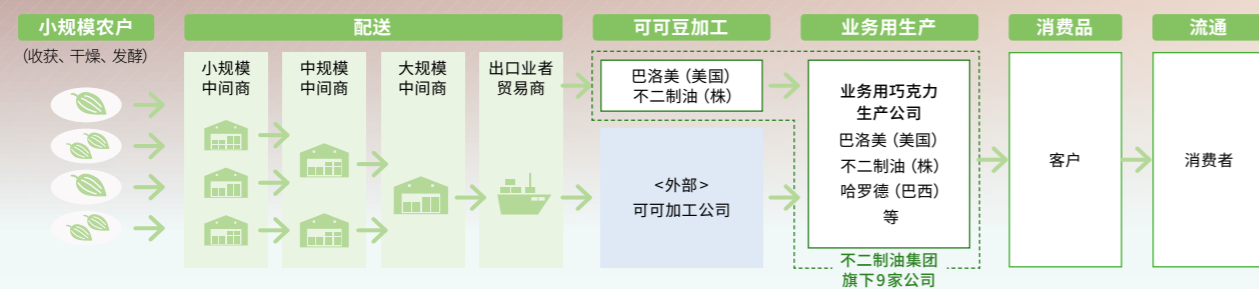 小规模农户
（收获、干燥、发酵）
配送
小规模
中间商
中规模
中间商
大规模
中间商
出口业者
贸易商
可可豆加工
巴洛美（美国）
不二制油（株）
<外部>
可可加工公司
业务用生产
业务用巧克力
生产公司
巴洛美（美国）
不二制油（株）
哈罗德（巴西）
等
不二制油集团
旗下9家公司
消费品
客户
流通
消费者